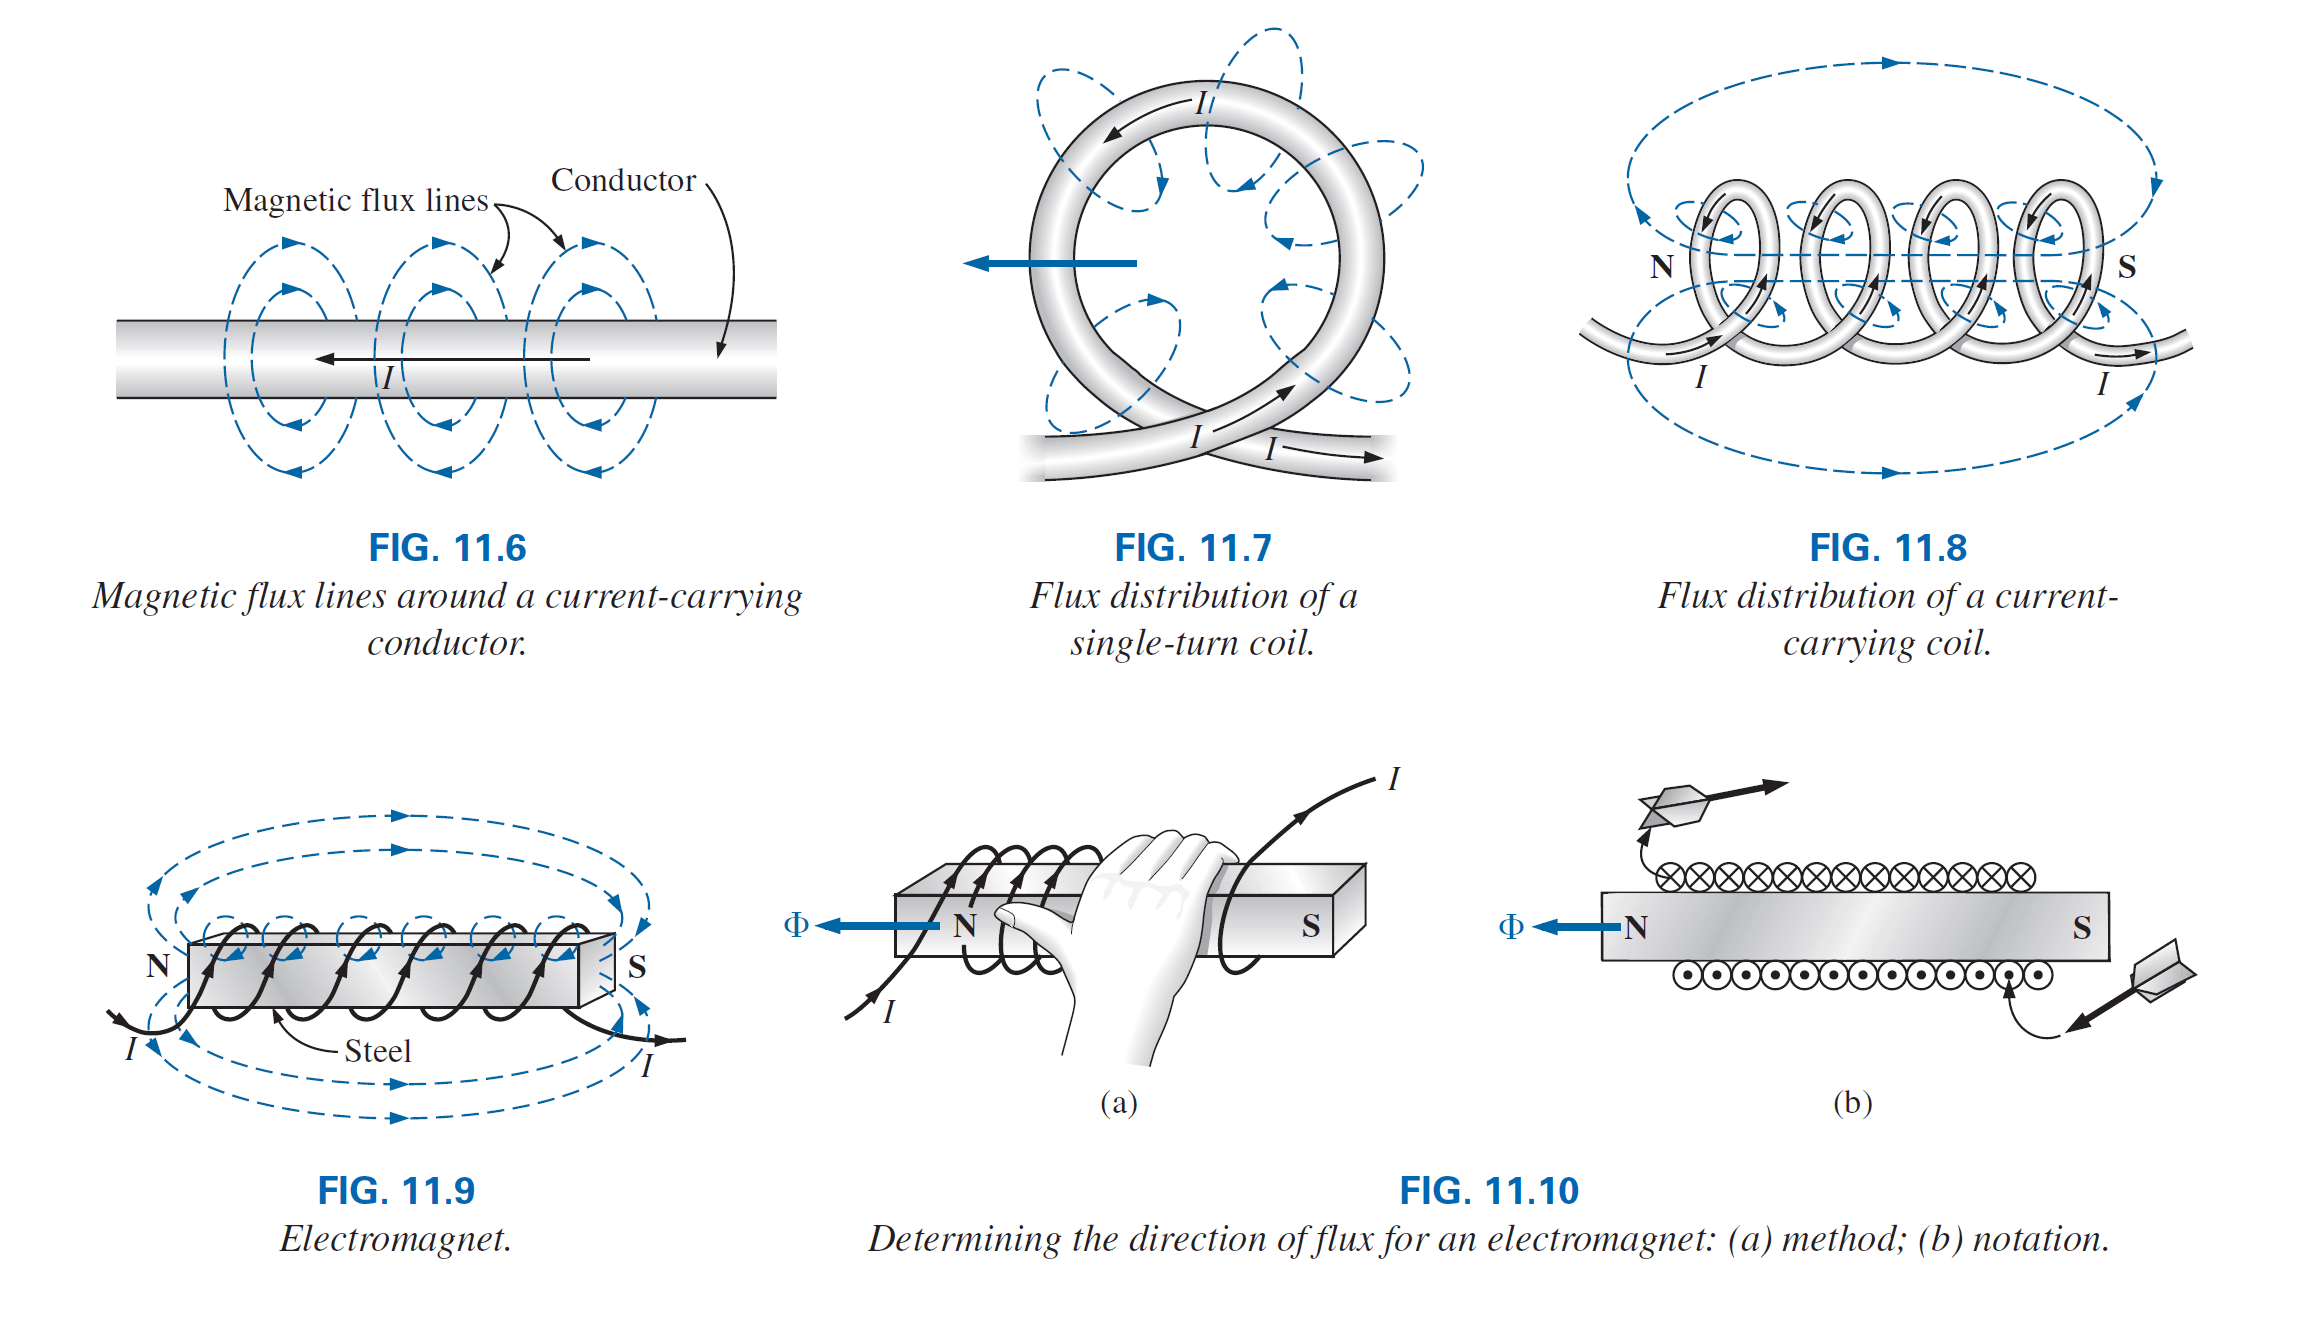 Magnetic flux lines
Conductor
I
FIG. 11.6
Magnetic flux lines around a current-carrying
conductor.
I
I
I
FIG. 11.7
Flux distribution of a
single-turn coil.
N
S
I
I
FIG. 11.8
Flux distribution of a current-
carrying coil.
N
S
I
Steel
I
FIG. 11.9
Electromagnet.
I
Φ
N
S
I
(a)
Φ
N
S
(b)
FIG. 11.10
Determining the direction of flux for an electromagnet: (a) method; (b) notation.